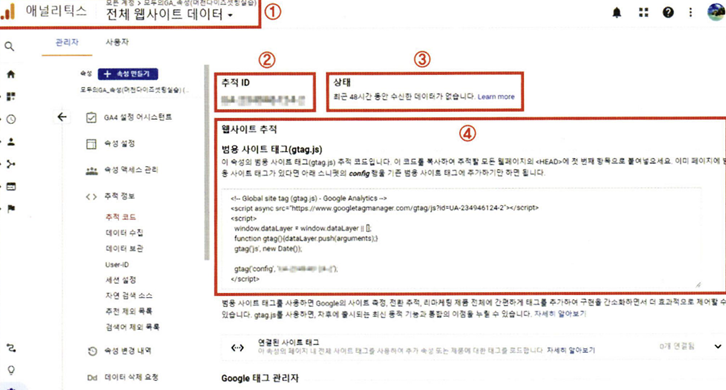 모든 계정 > 모두의GA_속성(머천다이즈샛팅실습)
애널리틱스
전체 웹사이트 데이터
①
관리자
사용자
속성
+ 속성 만들기
모두의GA_속성(머천다이즈셋팅실습) (..
GA4 설정 어시스턴트
속성 설정
속성 액세스 관리
<> 추적 정보
추적 코드
데이터 수집
데이터 보관
User-ID
세션 설정
자연 검색 소스
추천 제외 목록
검색어 제외 목록
속성 변경 내역
Dd 데이터 삭제 요청
②
추적 ID
③
상태
최근 48시간 동안 수신한 데이터가 없습니다. Learn more
④
웹사이트 추적
범용 사이트 태그(gtag.js)
이 속성의 범용 사이트 태그(gtag.js) 추적 코드입니다. 이 코드를 복사하여 추적할 모든 웹페이지의 <HEAD>에 첫 번째 항목으로 붙여넣으세요. 이미 페이지에 범
용 사이트 태그가 있다면 아래 스니펫의 config 행을 기존 범용 사이트 태그에 추가하기만 하면 됩니다.
<!-- Global site tag (gtag.js) - Google Analytics -->
<script async src="https://www.googletagmanager.com/gtag/js?id=UA-234946124-2"></script>
<script>
window.dataLayer = window.dataLayer || [];
function gtag(){dataLayer.push(arguments);}
gtag('js', new Date());
gtag('config',
</script>
범용 사이트 태그를 사용하면 Google의 사이트 측정, 전환 추적, 리마케팅 제품 전체에 간편하게 태그를 추가하여 구현을 간소화하면서 더 효과적으로 제어할 수
있습니다. gtag.js를 사용하면, 차후에 출시되는 최신 동적 기능과 통합의 이점을 누릴 수 있습니다. 자세히 알아보기
연결된 사이트 태그
이 속성의 페이지 내 전체 사이트 태그를 사용하여 추가 속성 또는 제품에 대한 태그를 로드합니다. 자세히 알아보기
0개 연결됨
Google 태그 관리자